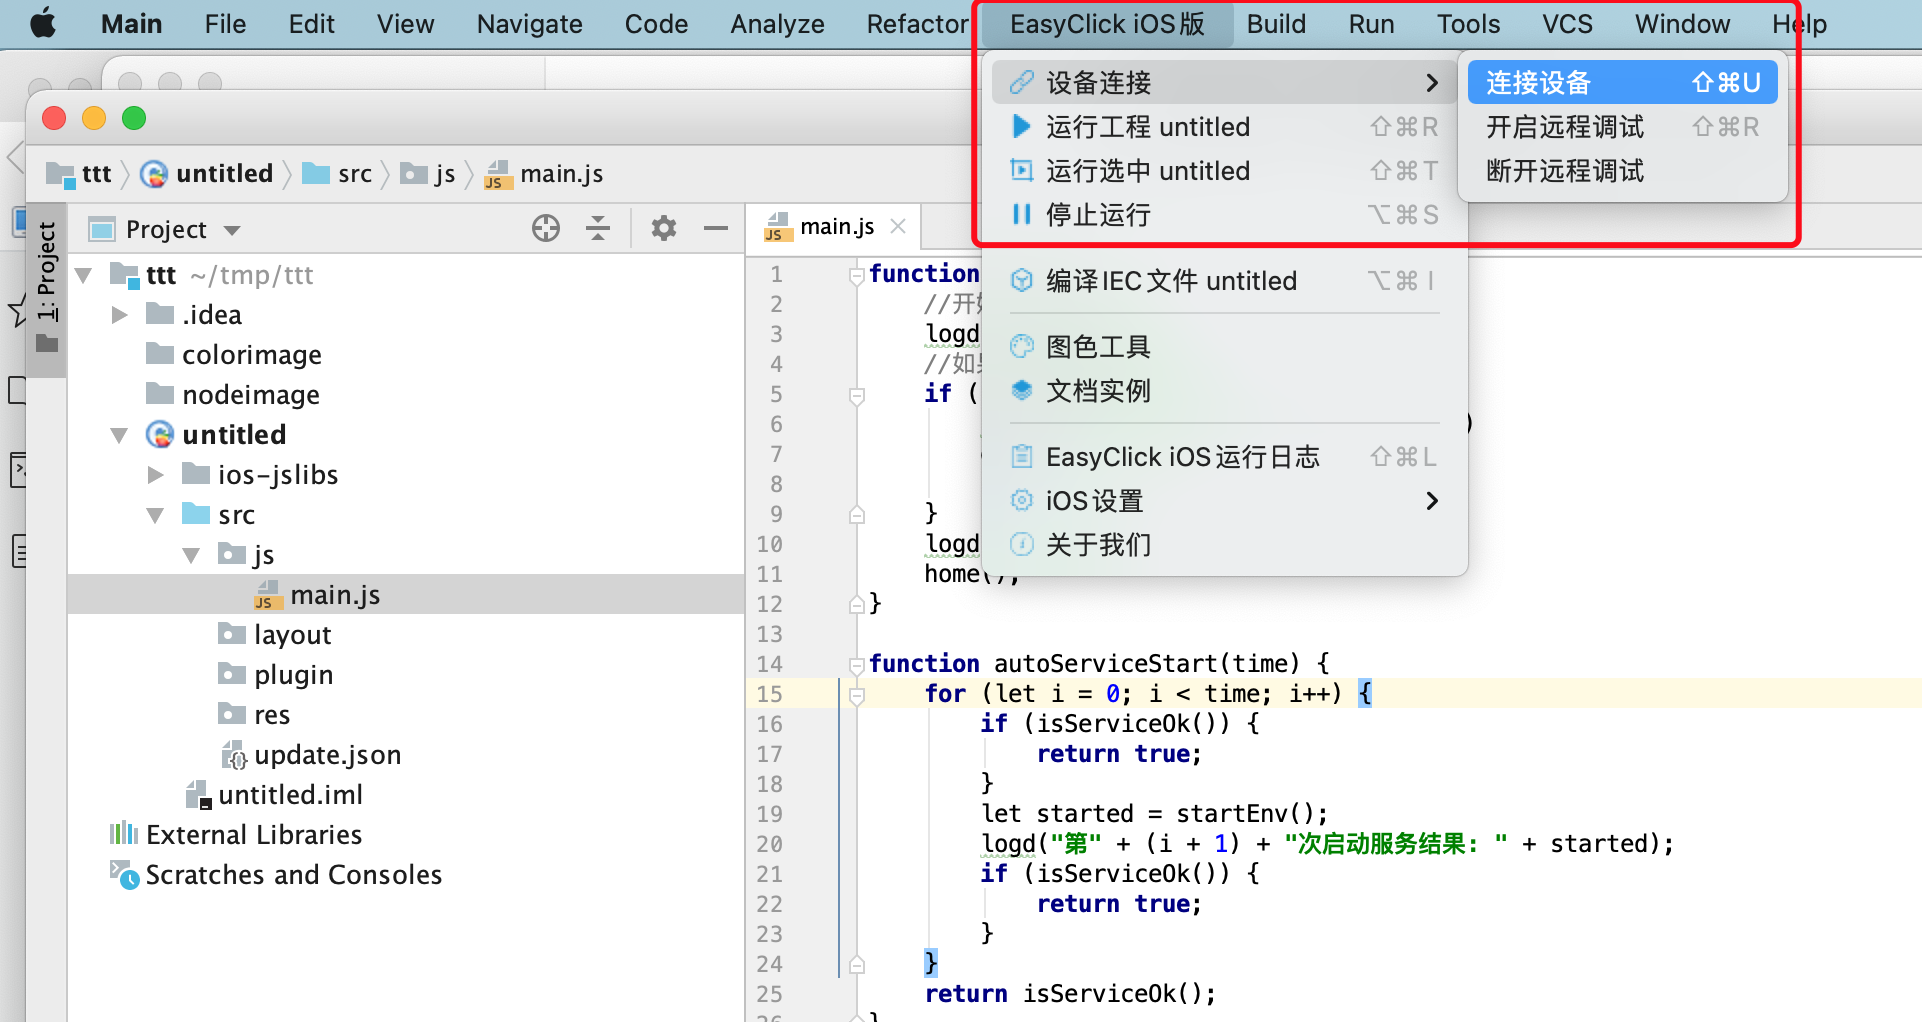 Main File Edit View Navigate Code Analyze Refactor EasyClick iOS版 Build Run Tools VCS Window Help
设备连接
运行工程 untitled ⇧⌘R
运行选中 untitled ⇧⌘T
停止运行 ⌥⌘S
编译IEC文件 untitled ⌥⌘I
图色工具
文档实例
EasyClick iOS运行日志 ⇧⌘L
iOS设置
关于我们
连接设备 ⇧⌘U
开启远程调试 ⇧⌘R
断开远程调试
ttt untitled src js main.js
1: Project
Project
ttt ~/tmp/ttt
.idea
colorimage
nodeimage
untitled
ios-jslibs
src
js
main.js
layout
plugin
res
update.json
untitled.iml
External Libraries
Scratches and Consoles
main.js
1 function
2 //开
3 logd
4 //如
5 if (
6 )
7
8
9 }
10 logd
11 home();
12 }
13
14 function autoServiceStart(time) {
15 for (let i = 0; i < time; i++) {
16 if (isServiceOk()) {
17 return true;
18 }
19 let started = startEnv();
20 logd("第" + (i + 1) + "次启动服务结果: " + started);
21 if (isServiceOk()) {
22 return true;
23 }
24 }
25 return isServiceOk();
26 }